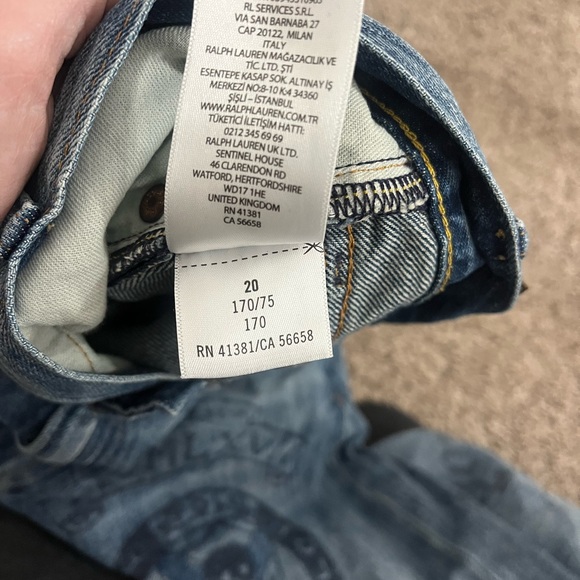 RL SERVICES S.R.L.
VIA SAN BARNABA 27
CAP 20122, MILAN
ITALY
RALPH LAUREN MAĞAZACILIK VE
TİC. LTD. ŞTİ
ESENTEPE KASAP SOK. ALTINAY İŞ
MERKEZİ NO:8-10 K:4 34360
ŞİŞLİ – İSTANBUL
WWW.RALPHLAUREN.COM.TR
TÜKETİCİ İLETİŞİM HATTI:
0212 345 69 69
RALPH LAUREN UK LTD.
SENTINEL HOUSE
46 CLARENDON RD
WATFORD, HERTFORDSHIRE
WD17 1HE
UNITED KINGDOM
RN 41381
CA 56658
20
170/75
170
RN 41381/CA 56658